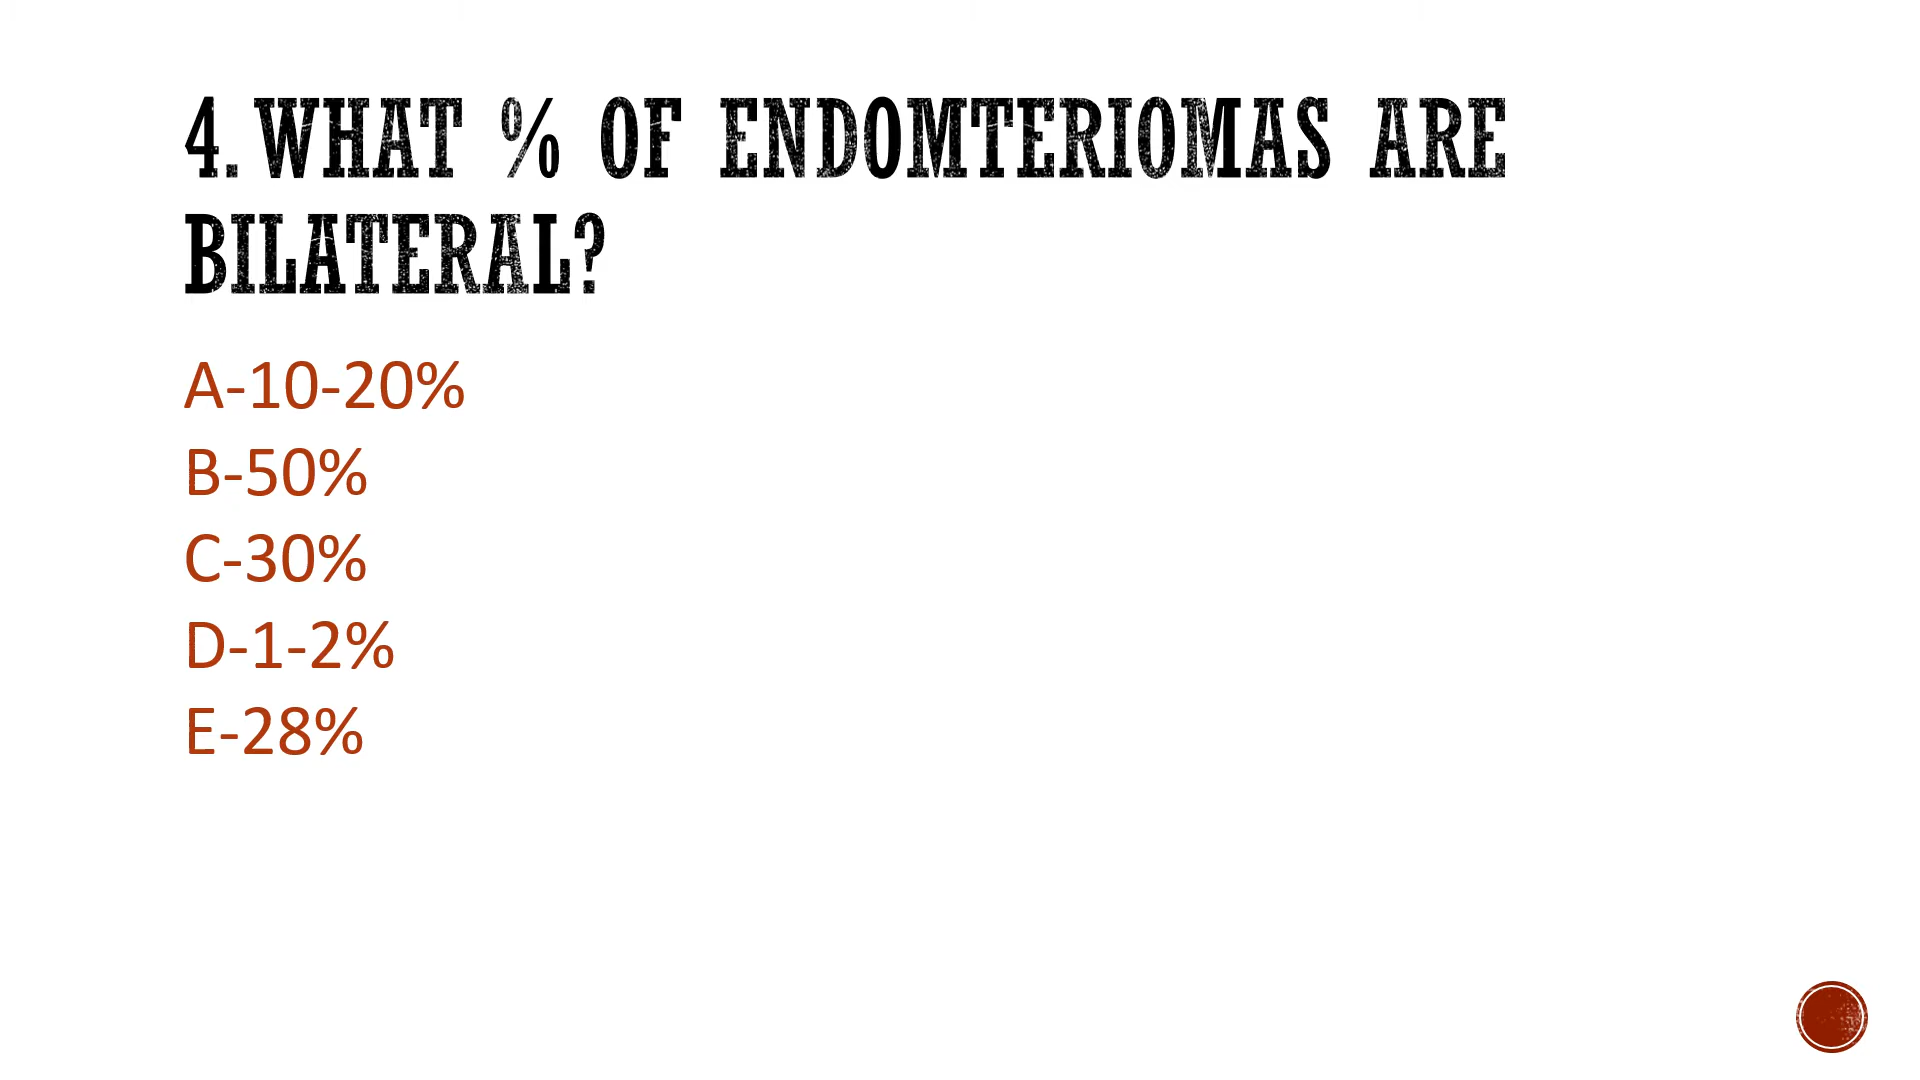 4. WHAT % OF ENDOMTERIOMAS ARE
BILATERAL?
A-10-20%
B-50%
C-30%
D-1-2%
E-28%